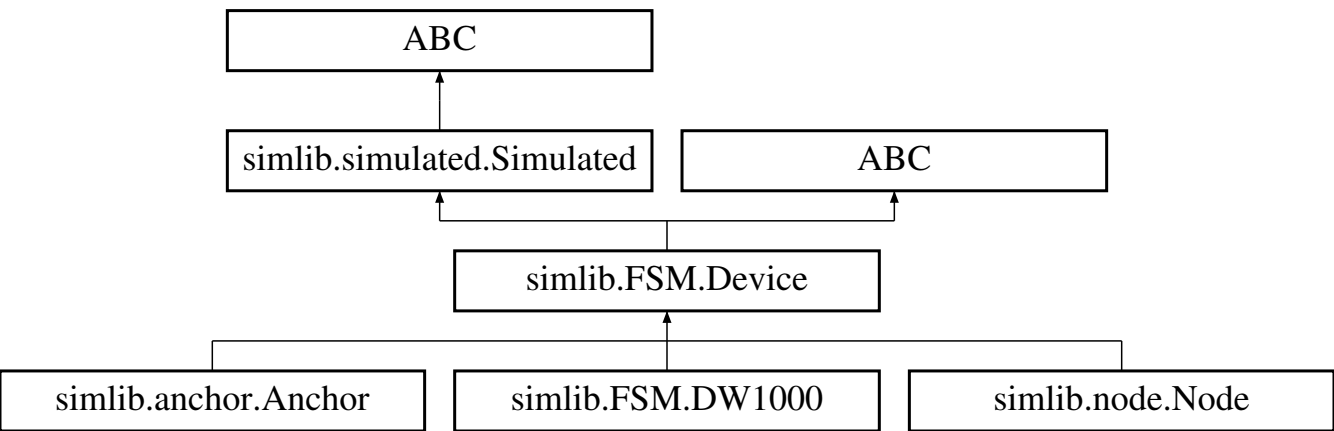 ABC
simlib.simulated.Simulated
ABC
simlib.FSM.Device
simlib.anchor.Anchor
simlib.FSM.DW1000
simlib.node.Node